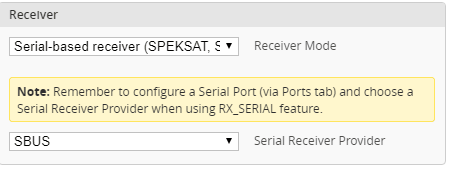 Receiver
Serial-based receiver (SPEKSAT, S Receiver Mode
Note: Remember to configure a Serial Port (via Ports tab) and choose a
Serial Receiver Provider when using RX_SERIAL feature.
SBUS Serial Receiver Provider